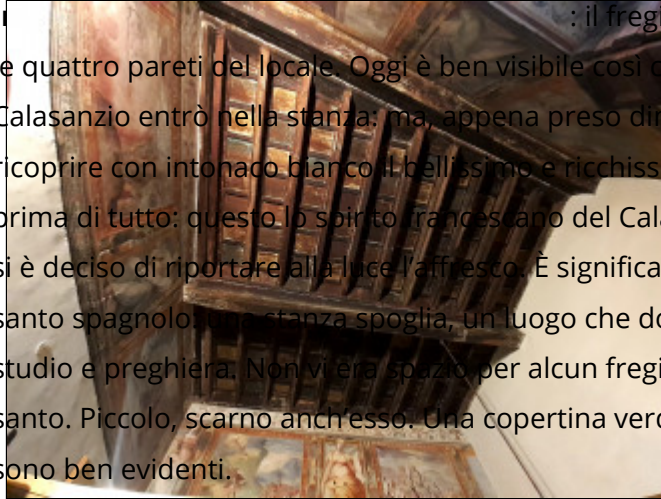 : il fregi
e quattro pareti del locale. Oggi è ben visibile così
Calasanzio entrò nella stanza: ma, appena preso
ricoprire con intonaco bianco il bellissimo e ricchiss
prima di tutto: questo lo spirito francescano del Cala
si è deciso di riportare alla luce l'affresco. È significa
santo spagnolo: una stanza spoglia, un luogo che do
studio e preghiera. Non vi era spazio per alcun fregi
santo. Piccolo, scarno anch'esso. Una copertina verd
sono ben evidenti.